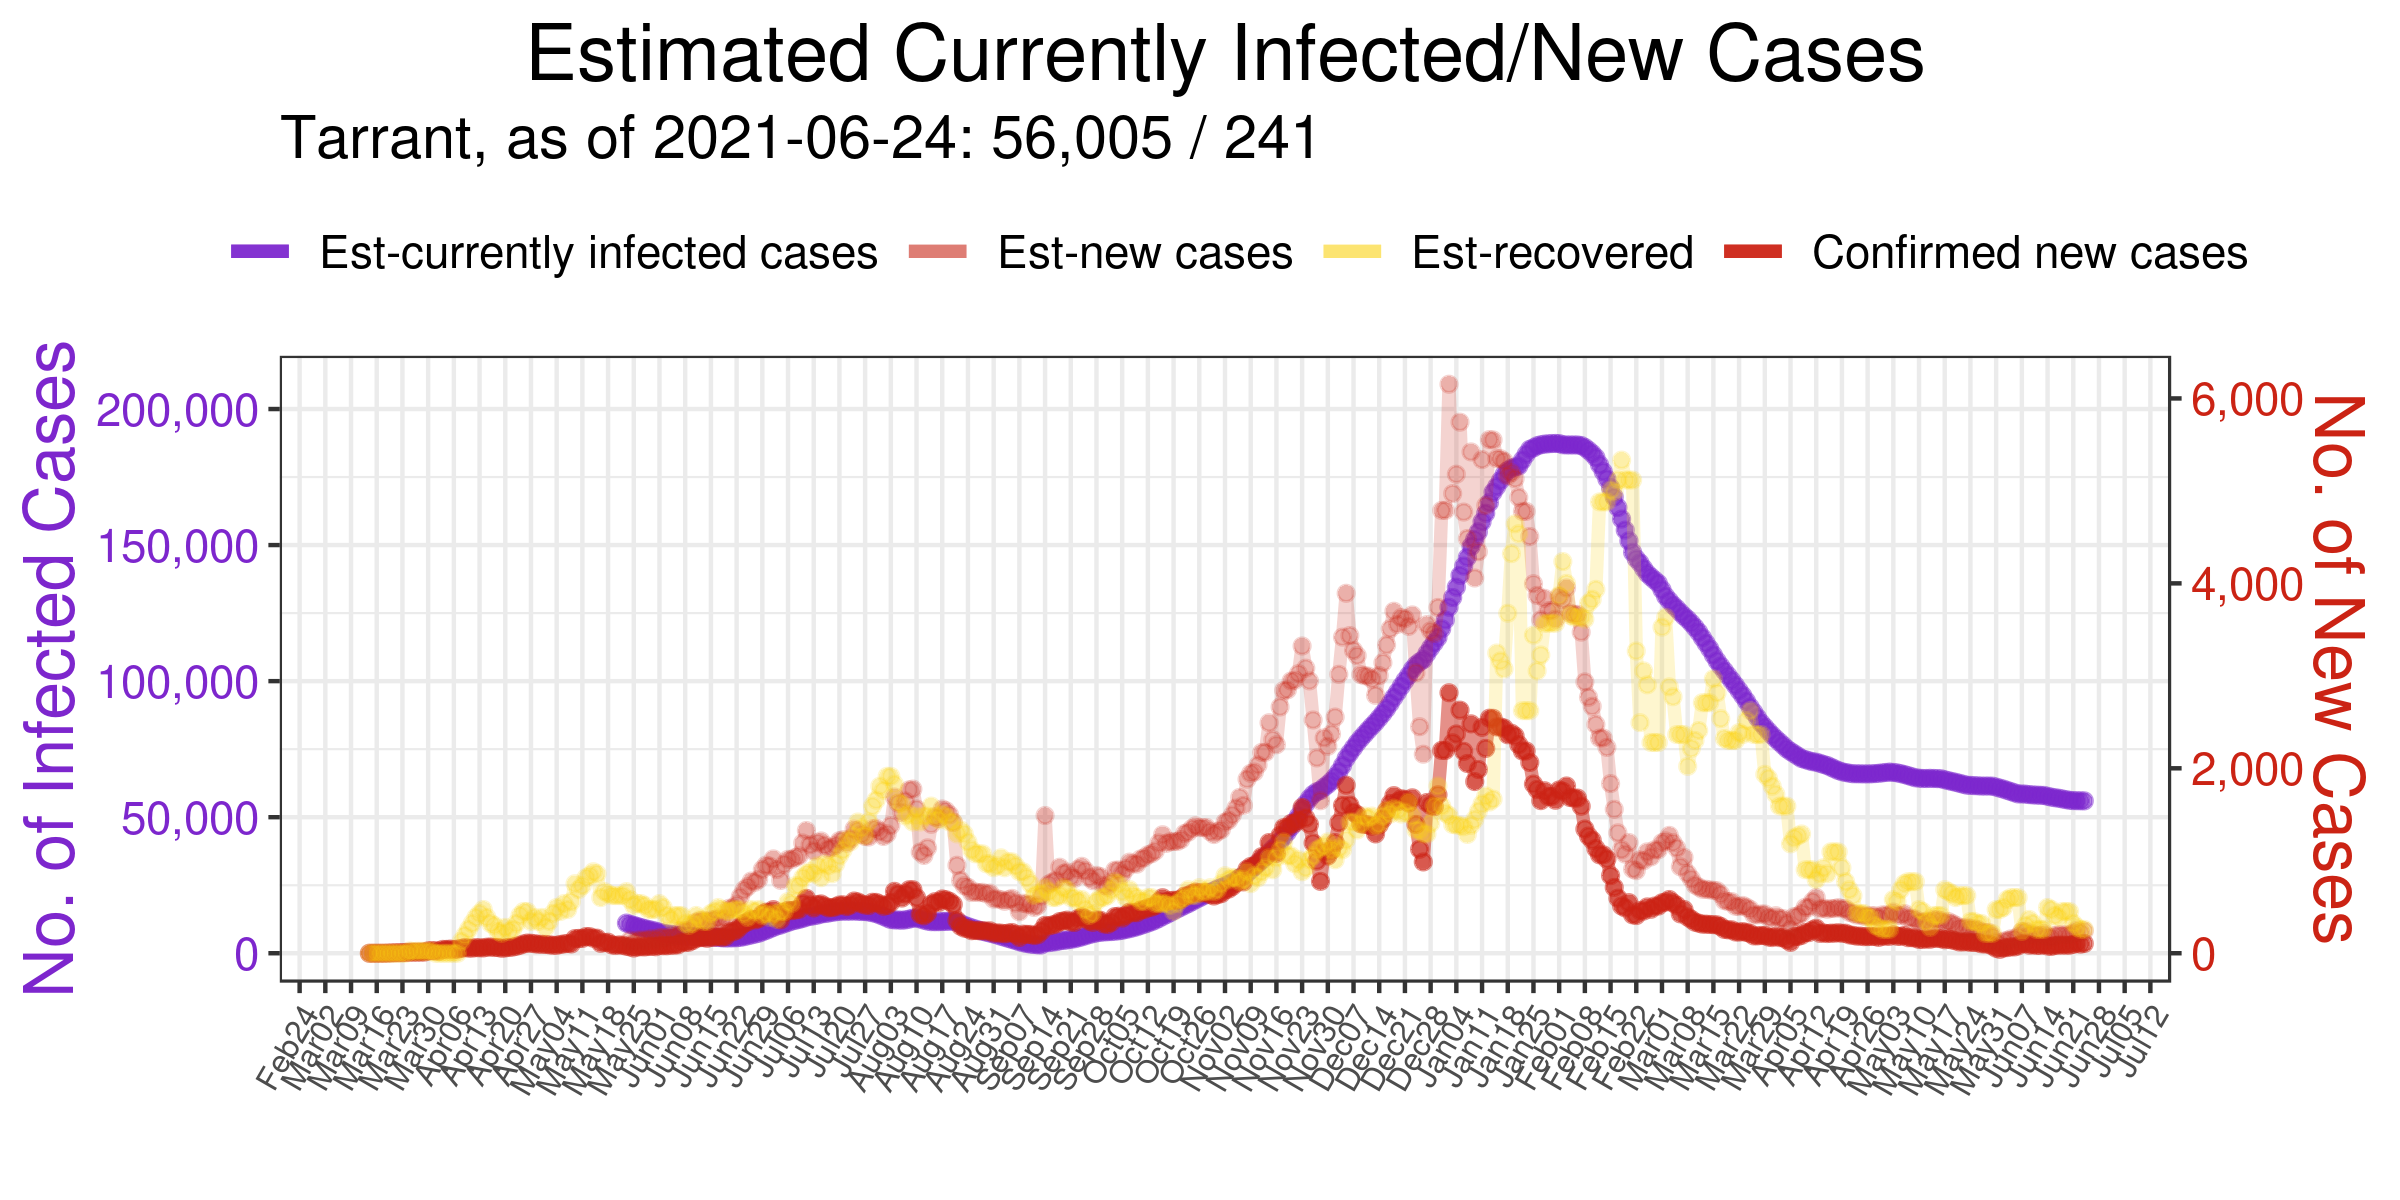 Estimated Currently Infected/New Cases
Tarrant, as of 2021-06-24: 56,005 / 241
Est-currently infected cases Est-new cases Est-recovered Confirmed new cases
No. of Infected Cases
200,000
150,000
100,000
50,000
0
6,000
4,000
2,000
0
No. of New Cases
Feb24 Mar02 Mar09 Mar16 Mar23 Mar30 Apr06 Apr13 Apr20 Apr27 May04 May11 May18 May25 Jun01 Jun08 Jun15 Jun22 Jun29 Jul06 Jul13 Jul20 Jul27 Aug03 Aug10 Aug17 Aug24 Aug31 Sep07 Sep14 Sep21 Sep28 Oct05 Oct12 Oct19 Oct26 Nov02 Nov09 Nov16 Nov23 Nov30 Dec07 Dec14 Dec21 Dec28 Jan04 Jan11 Jan18 Jan25 Feb01 Feb08 Feb15 Feb22 Mar01 Mar08 Mar15 Mar22 Mar29 Apr05 Apr12 Apr19 Apr26 May03 May10 May17 May24 May31 Jun07 Jun14 Jun21 Jun28 Jul05 Jul12